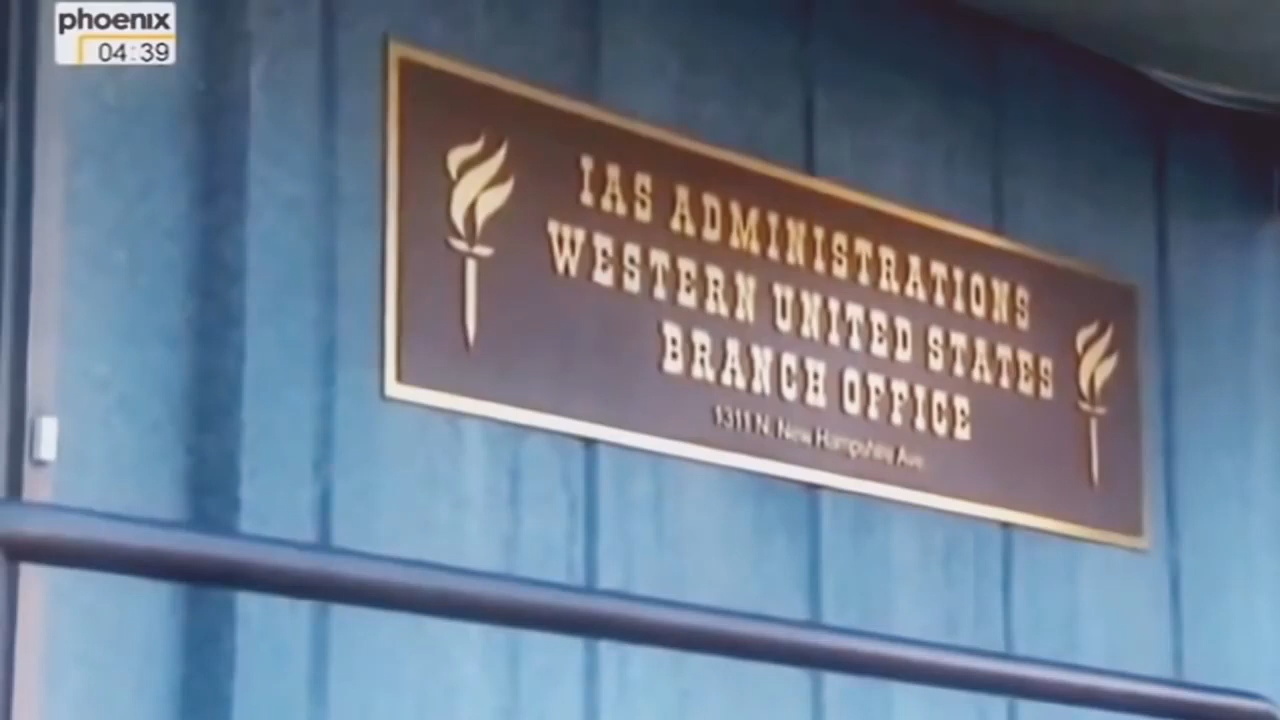 phoenix
04:39
IAS ADMINISTRATIONS
WESTERN UNITED STATES
BRANCH OFFICE
1311 N. New Hampshire Ave.